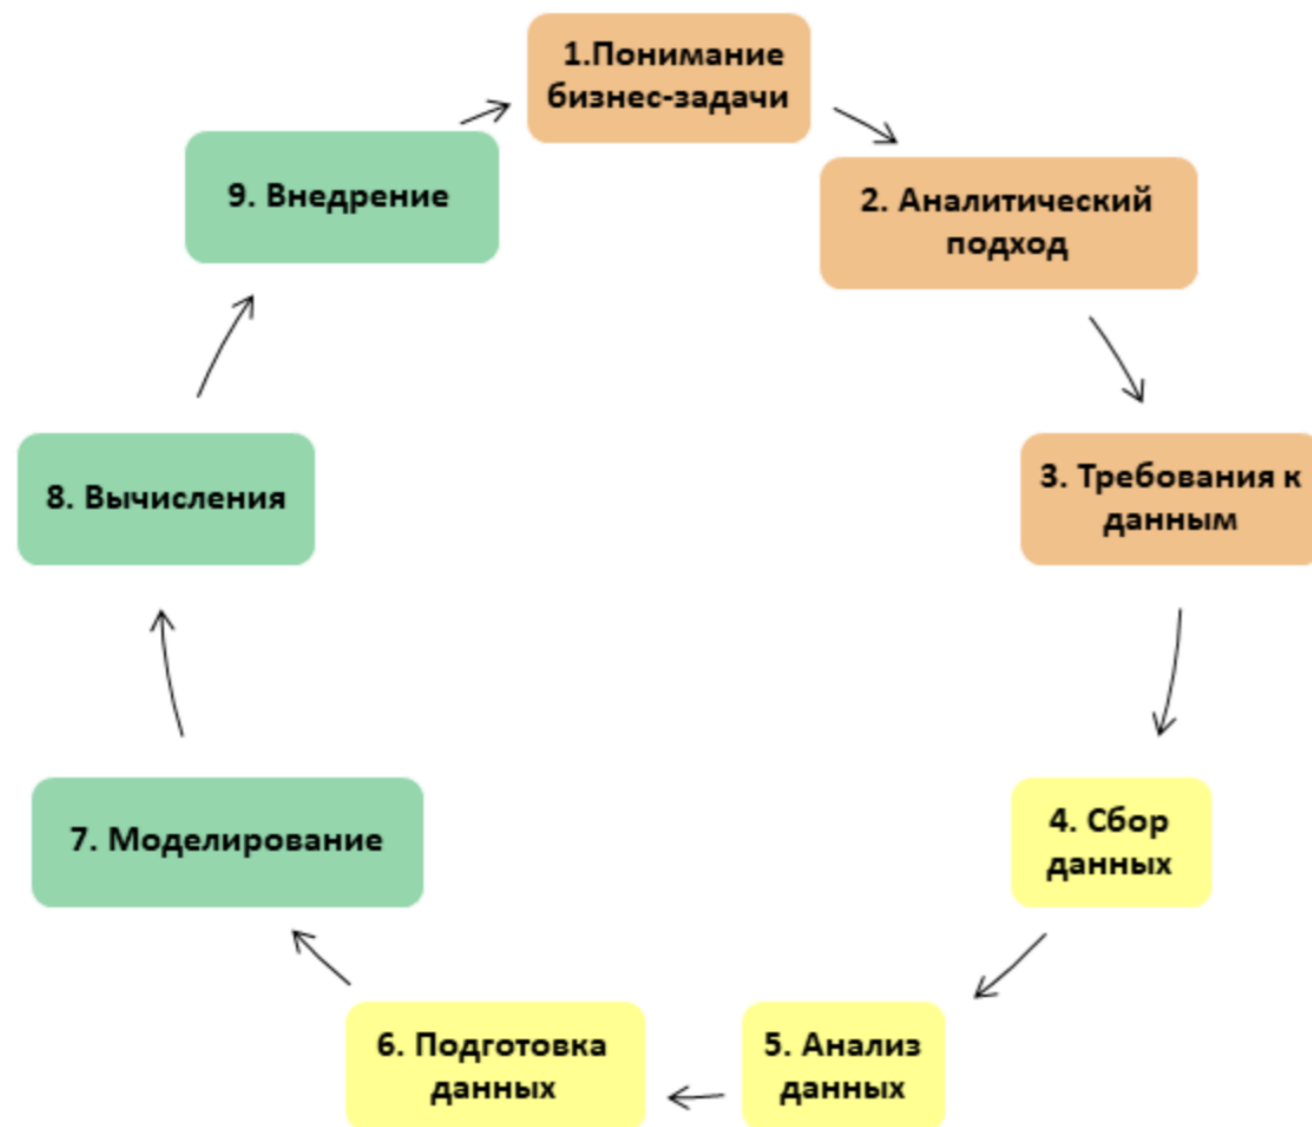 1.Понимание
бизнес-задачи
2. Аналитический
подход
3. Требования к
данным
4. Сбор
данных
5. Анализ
данных
6. Подготовка
данных
7. Моделирование
8. Вычисления
9. Внедрение